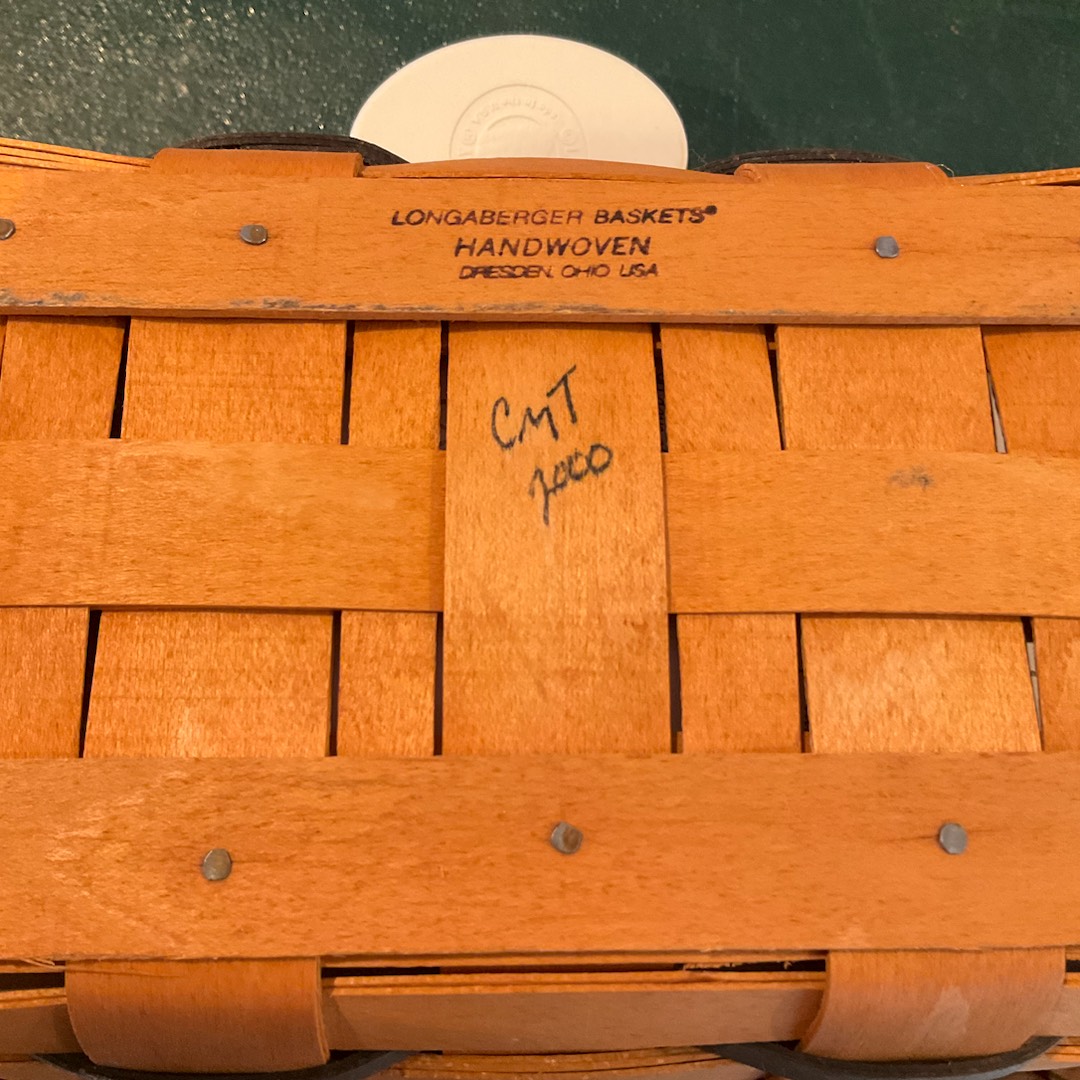 LONGABERGER BASKETS®
HANDWOVEN
DRESDEN, OHIO USA
CMT
2000